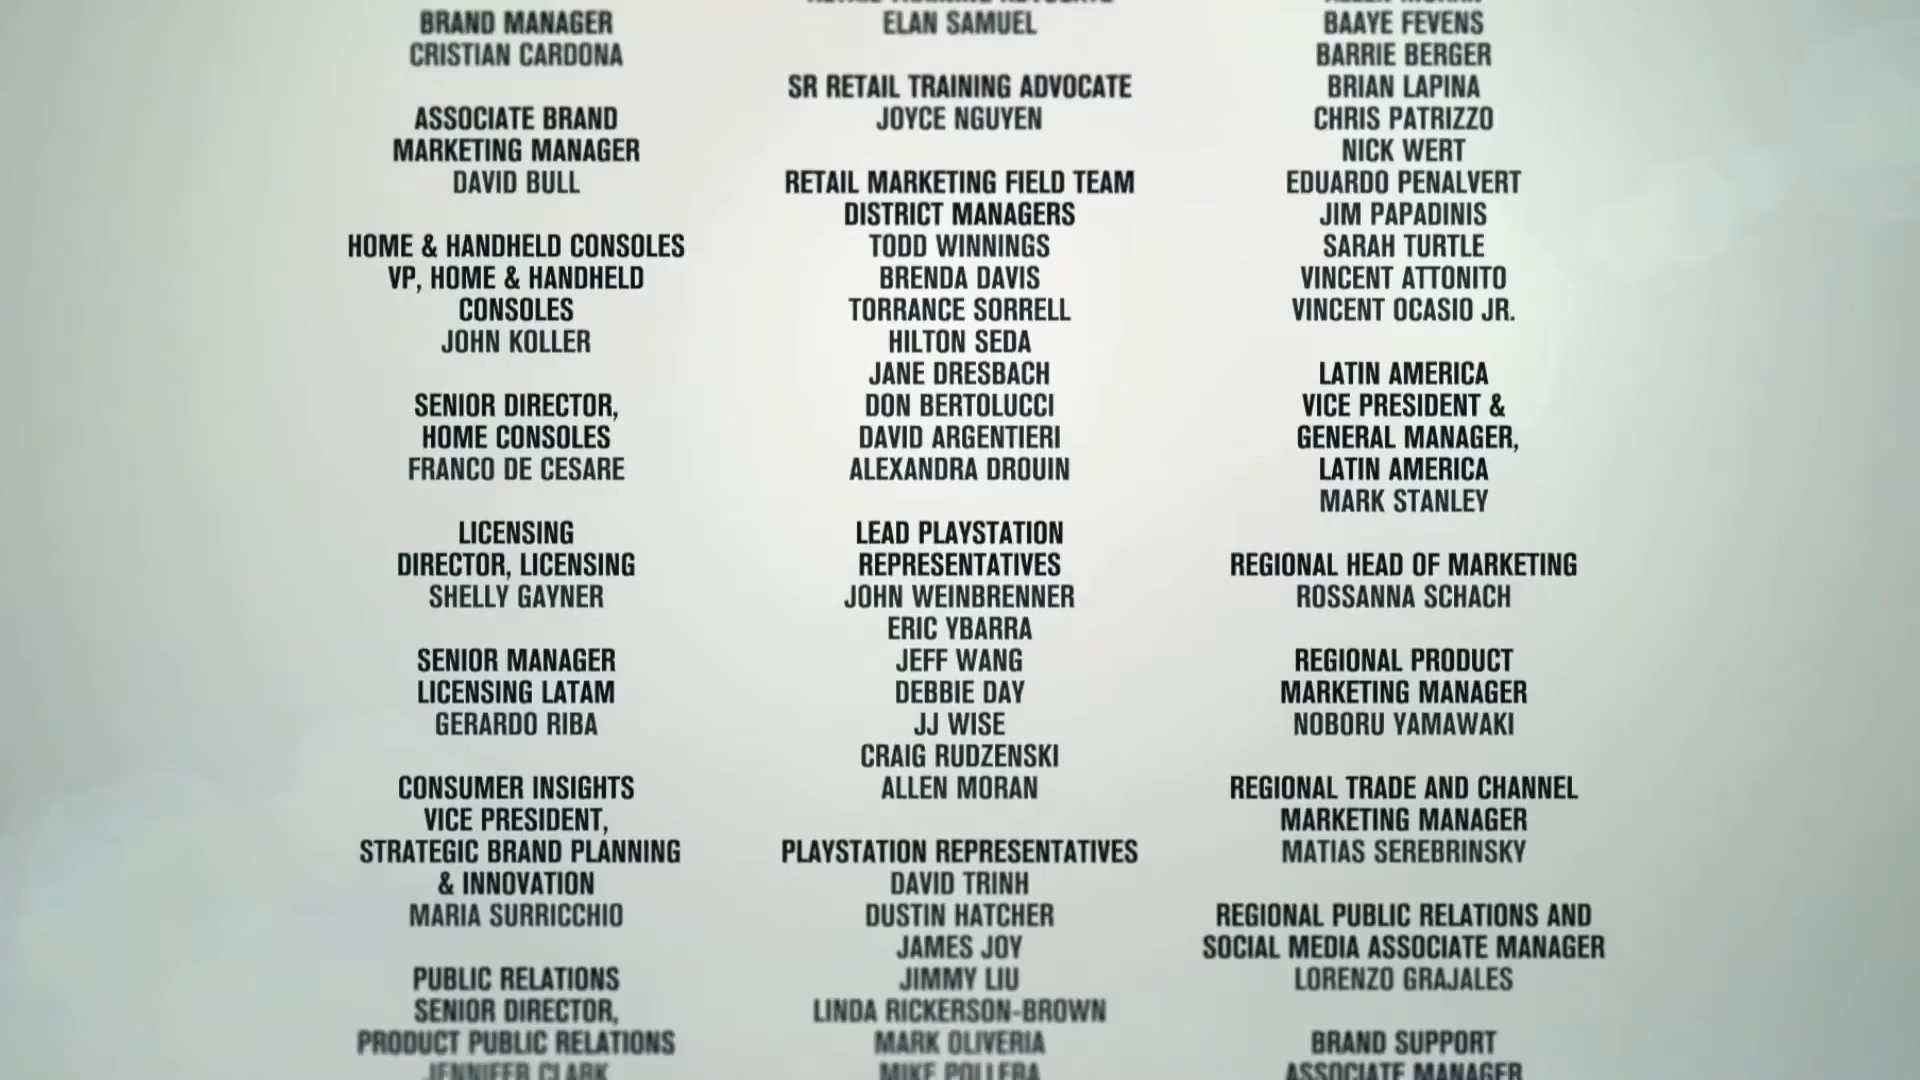 BRAND MANAGER
CRISTIAN CARDONA
ASSOCIATE BRAND
MARKETING MANAGER
DAVID BULL
HOME & HANDHELD CONSOLES
VP, HOME & HANDHELD
CONSOLES
JOHN KOLLER
SENIOR DIRECTOR,
HOME CONSOLES
FRANCO DE CESARE
LICENSING
DIRECTOR, LICENSING
SHELLY GAYNER
SENIOR MANAGER
LICENSING LATAM
GERARDO RIBA
CONSUMER INSIGHTS
VICE PRESIDENT,
STRATEGIC BRAND PLANNING
& INNOVATION
MARIA SURRICCHIO
PUBLIC RELATIONS
SENIOR DIRECTOR,
PRODUCT PUBLIC RELATIONS
JENNIFER CLARK
ELAN SAMUEL
SR RETAIL TRAINING ADVOCATE
JOYCE NGUYEN
RETAIL MARKETING FIELD TEAM
DISTRICT MANAGERS
TODD WINNINGS
BRENDA DAVIS
TORRANCE SORRELL
HILTON SEDA
JANE DRESBACH
DON BERTOLUCCI
DAVID ARGENTIERI
ALEXANDRA DROUIN
LEAD PLAYSTATION
REPRESENTATIVES
JOHN WEINBRENNER
ERIC YBARRA
JEFF WANG
DEBBIE DAY
JJ WISE
CRAIG RUDZENSKI
ALLEN MORAN
PLAYSTATION REPRESENTATIVES
DAVID TRINH
DUSTIN HATCHER
JAMES JOY
JIMMY LIU
LINDA RICKERSON-BROWN
MARK OLIVERIA
MIKE POLLERA
BAAYE FEVENS
BARRIE BERGER
BRIAN LAPINA
CHRIS PATRIZZO
NICK WERT
EDUARDO PENALVERT
JIM PAPADINIS
SARAH TURTLE
VINCENT ATTONITO
VINCENT OCASIO JR.
LATIN AMERICA
VICE PRESIDENT &
GENERAL MANAGER,
LATIN AMERICA
MARK STANLEY
REGIONAL HEAD OF MARKETING
ROSSANNA SCHACH
REGIONAL PRODUCT
MARKETING MANAGER
NOBORU YAMAWAKI
REGIONAL TRADE AND CHANNEL
MARKETING MANAGER
MATIAS SEREBRINSKY
REGIONAL PUBLIC RELATIONS AND
SOCIAL MEDIA ASSOCIATE MANAGER
LORENZO GRAJALES
BRAND SUPPORT
ASSOCIATE MANAGER